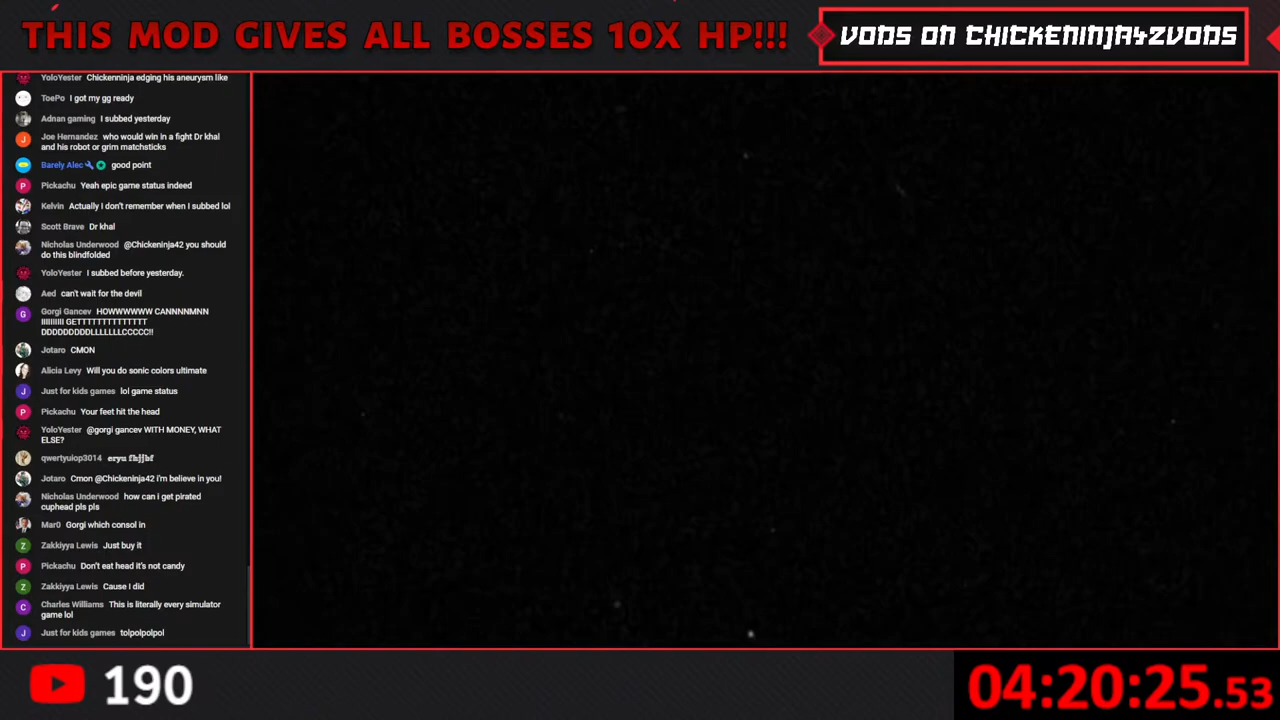 THIS MOD GIVES ALL BOSSES 10X HP!!!
VODS ON CHICKENINJA42VODS
YoloYester Chickenninja edging his aneurysm like
ToePo I got my gg ready
Adnan gaming I subbed yesterday
Joe Hernandez who would win in a fight Dr khal
and his robot or grim matchsticks
Barely Alec good point
Pickachu Yeah epic game status indeed
Kelvin Actually I don't remember when I subbed lol
Scott Brave Dr khal
Nicholas Underwood @Chickeninja42 you should
do this blindfolded
YoloYester I subbed before yesterday.
Aed can't wait for the devil
Gorgi Gancev HOWWWWWW CANNNNMNN
IIIIIIIIII GETTTTTTTTTTTTT
DDDDDDDDDLLLLLLLCCCCC!!
Jotaro CMON
Alicia Levy Will you do sonic colors ultimate
Just for kids games lol game status
Pickachu Your feet hit the head
YoloYester @gorgi gancev WITH MONEY, WHAT
ELSE?
qwertyuiop3014 𝖊𝖗𝖞𝖚 𝖋𝖍𝖏𝖏𝖇𝖋
Jotaro Cmon @Chickeninja42 i'm believe in you!
Nicholas Underwood how can i get pirated
cuphead pls pls
Mar0 Gorgi which consol in
Zakkiyya Lewis Just buy it
Pickachu Don't eat head it's not candy
Zakkiyya Lewis Cause I did
Charles Williams This is literally every simulator
game lol
Just for kids games tolpolpolpol
190
04:20:25.53